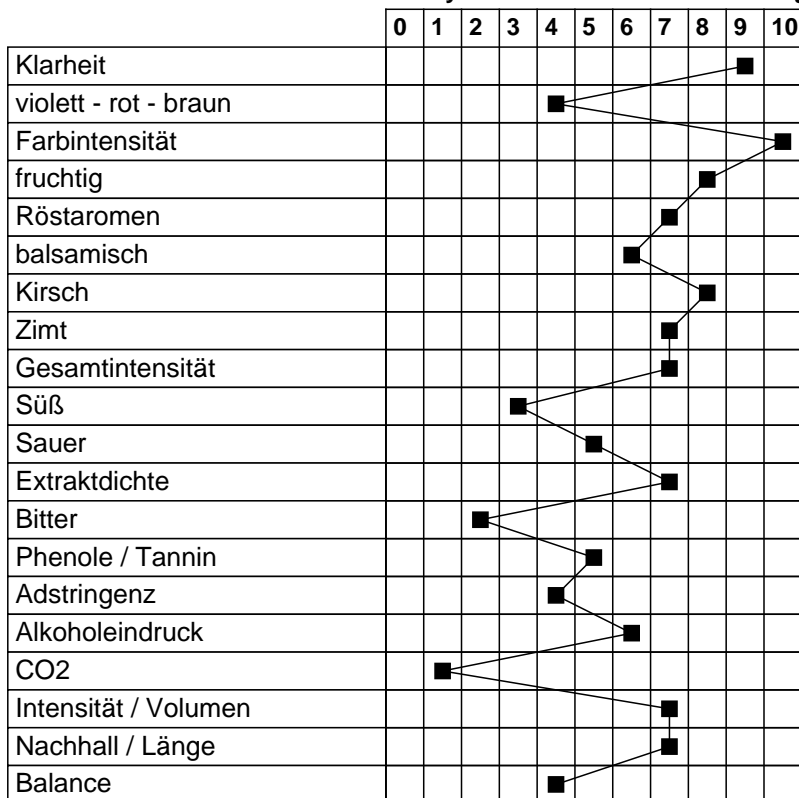 0 1 2 3 4 5 6 7 8 9 10
Klarheit
violett - rot - braun
Farbintensität
fruchtig
Röstaromen
balsamisch
Kirsch
Zimt
Gesamtintensität
Süß
Sauer
Extraktdichte
Bitter
Phenole / Tannin
Adstringenz
Alkoholeindruck
CO2
Intensität / Volumen
Nachhall / Länge
Balance